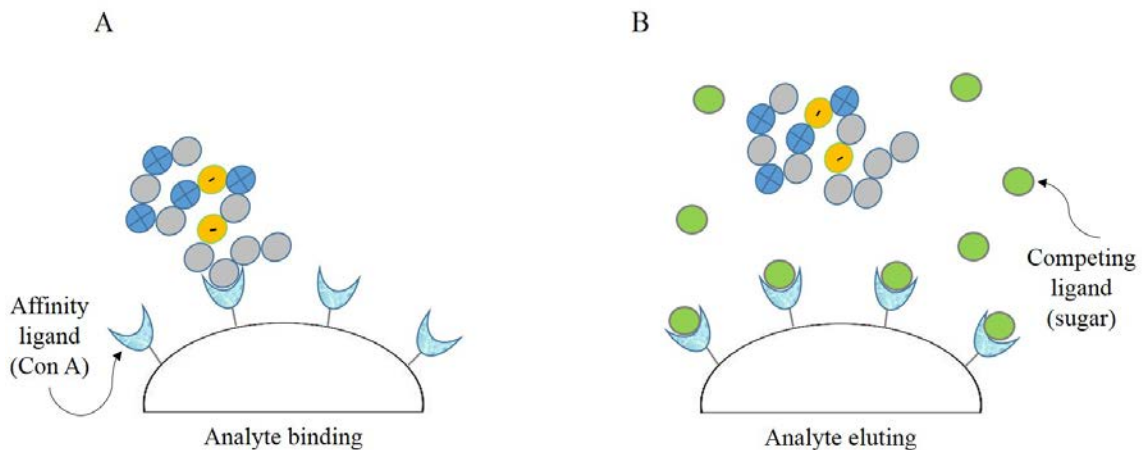 A
B
Affinity
ligand
(Con A)
Analyte binding
Competing
ligand
(sugar)
Analyte eluting